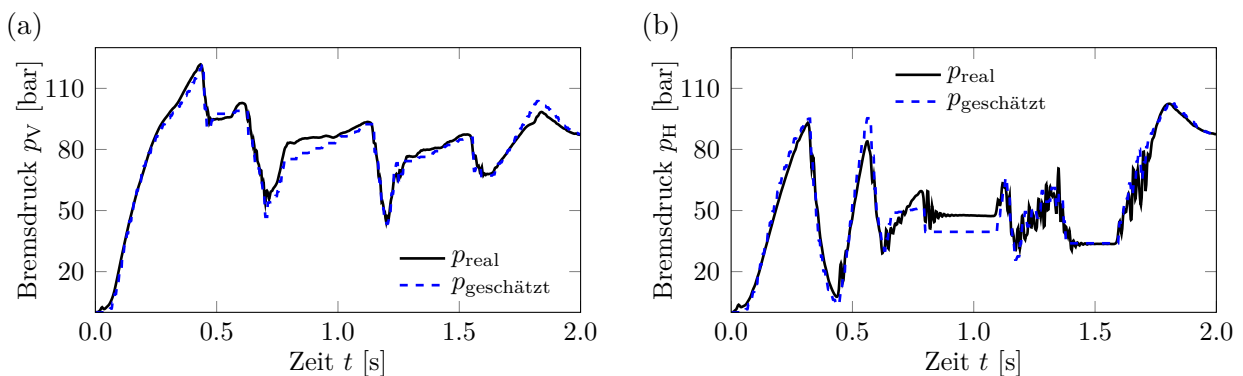 (a)
Bremsdruck p_V [bar]
110
80
50
20
0.0 0.5 1.0 1.5 2.0
Zeit t [s]
p_real
p_geschätzt
(b)
Bremsdruck p_H [bar]
110
80
50
20
0.0 0.5 1.0 1.5 2.0
Zeit t [s]
p_real
p_geschätzt